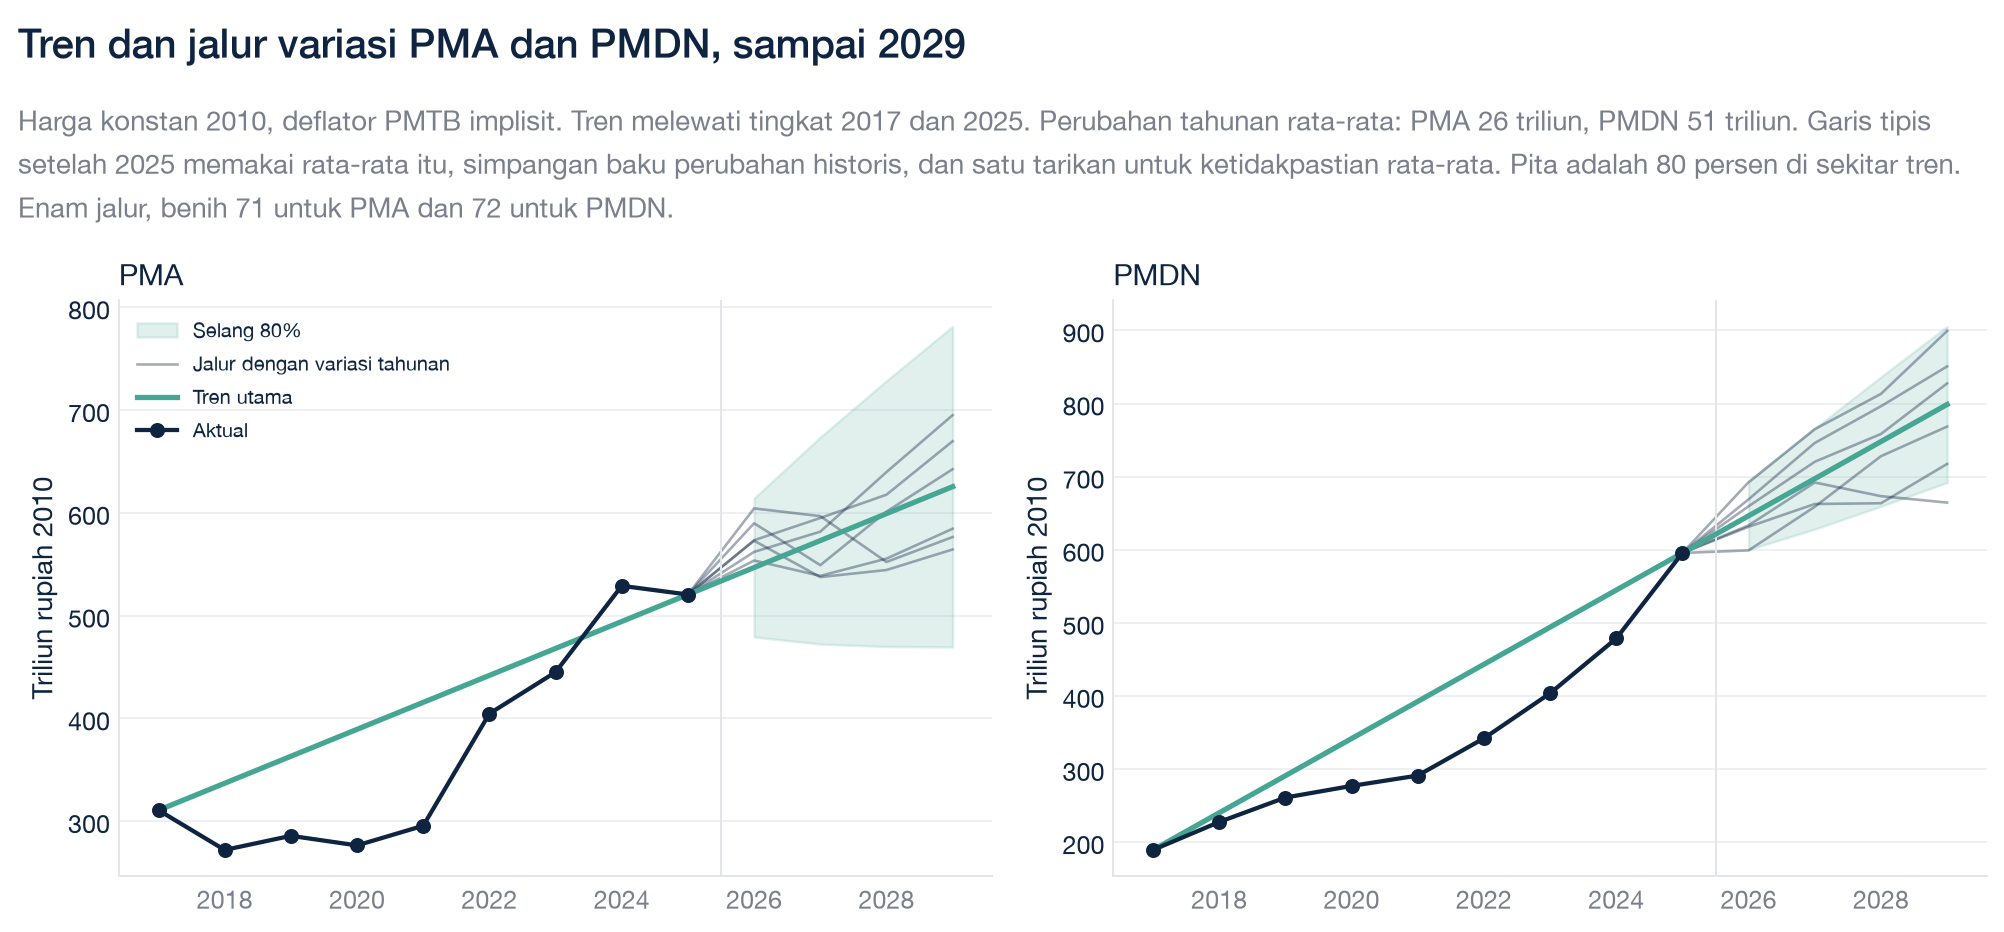 Tren dan jalur variasi PMA dan PMDN, sampai 2029
Harga konstan 2010, deflator PMTB implisit. Tren melewati tingkat 2017 dan 2025. Perubahan tahunan rata-rata: PMA 26 triliun, PMDN 51 triliun. Garis tipis
setelah 2025 memakai rata-rata itu, simpangan baku perubahan historis, dan satu tarikan untuk ketidakpastian rata-rata. Pita adalah 80 persen di sekitar tren.
Enam jalur, benih 71 untuk PMA dan 72 untuk PMDN.
PMA
Triliun rupiah 2010
800
700
600
500
400
300
Selang 80%
Jalur dengan variasi tahunan
Tren utama
Aktual
2018 2020 2022 2024 2026 2028
PMDN
Triliun rupiah 2010
900
800
700
600
500
400
300
200
2018 2020 2022 2024 2026 2028